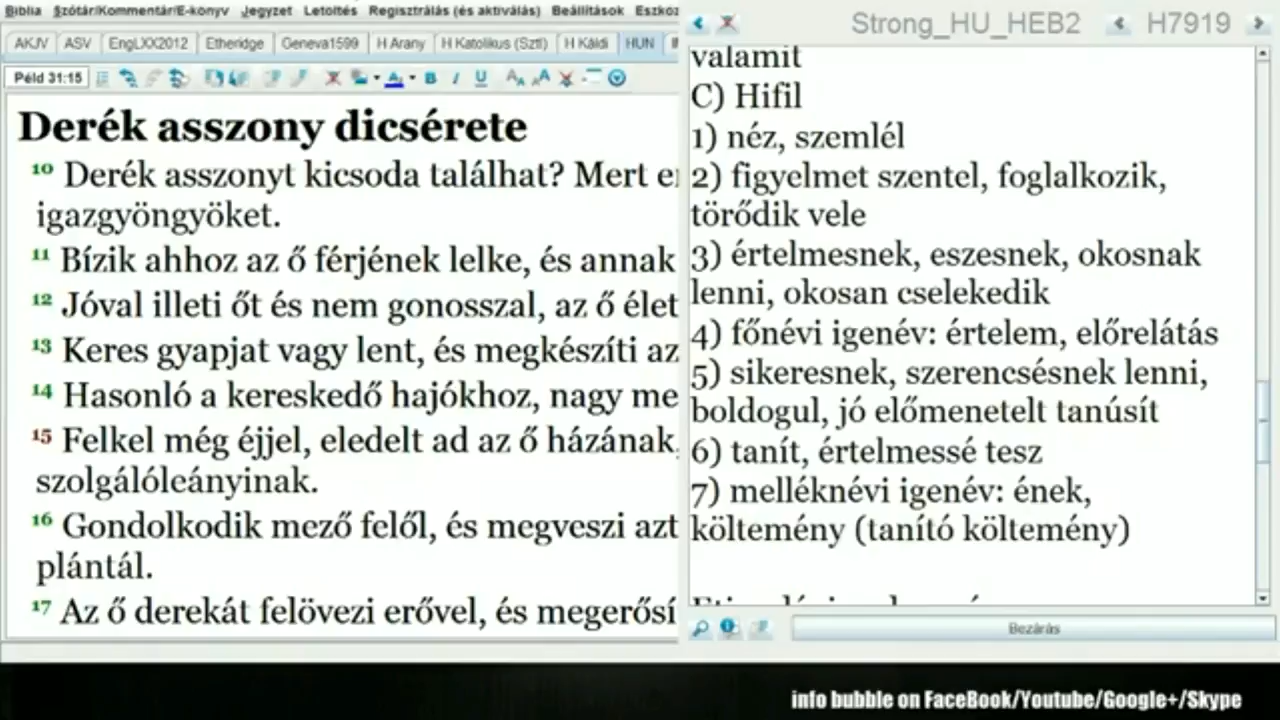 Biblia Szótár/Kommentár/E-könyv Jegyzet Letöltés Regisztrálás (és aktiválás) Beállítások
AKJV ASV EngLXX2012 Etheridge Geneva1599 H Arany H Katolikus (SztI) H Káldi HUN
Péld 31:15
Derék asszony dicsérete
10 Derék asszonyt kicsoda találhat? Mert
igazgyöngyöket.
11 Bízik ahhoz az ő férjének lelke, és annak
12 Jóval illeti őt és nem gonosszal, az ő
13 Keres gyapjat vagy lent, és megkészíti
14 Hasonló a kereskedő hajókhoz, nagy
15 Felkel még éjjel, eledelt ad az ő házának,
szolgálóleányinak.
16 Gondolkodik mező felől, és megveszi azt
plántál.
17 Az ő derekát felövezi erővel, és
Strong_HU_HEB2 H7919
valamit
C) Hifil
1) néz, szemlél
2) figyelmet szentel, foglalkozik,
törődik vele
3) értelmesnek, eszesnek, okosnak
lenni, okosan cselekedik
4) főnévi igenév: értelem, előrelátás
5) sikeresnek, szerencsésnek lenni,
boldogul, jó előmenetelt tanúsít
6) tanít, értelmessé tesz
7) melléknévi igenév: ének,
költemény (tanító költemény)
Bezárás
info bubble on FaceBook/Youtube/Google+/Skype